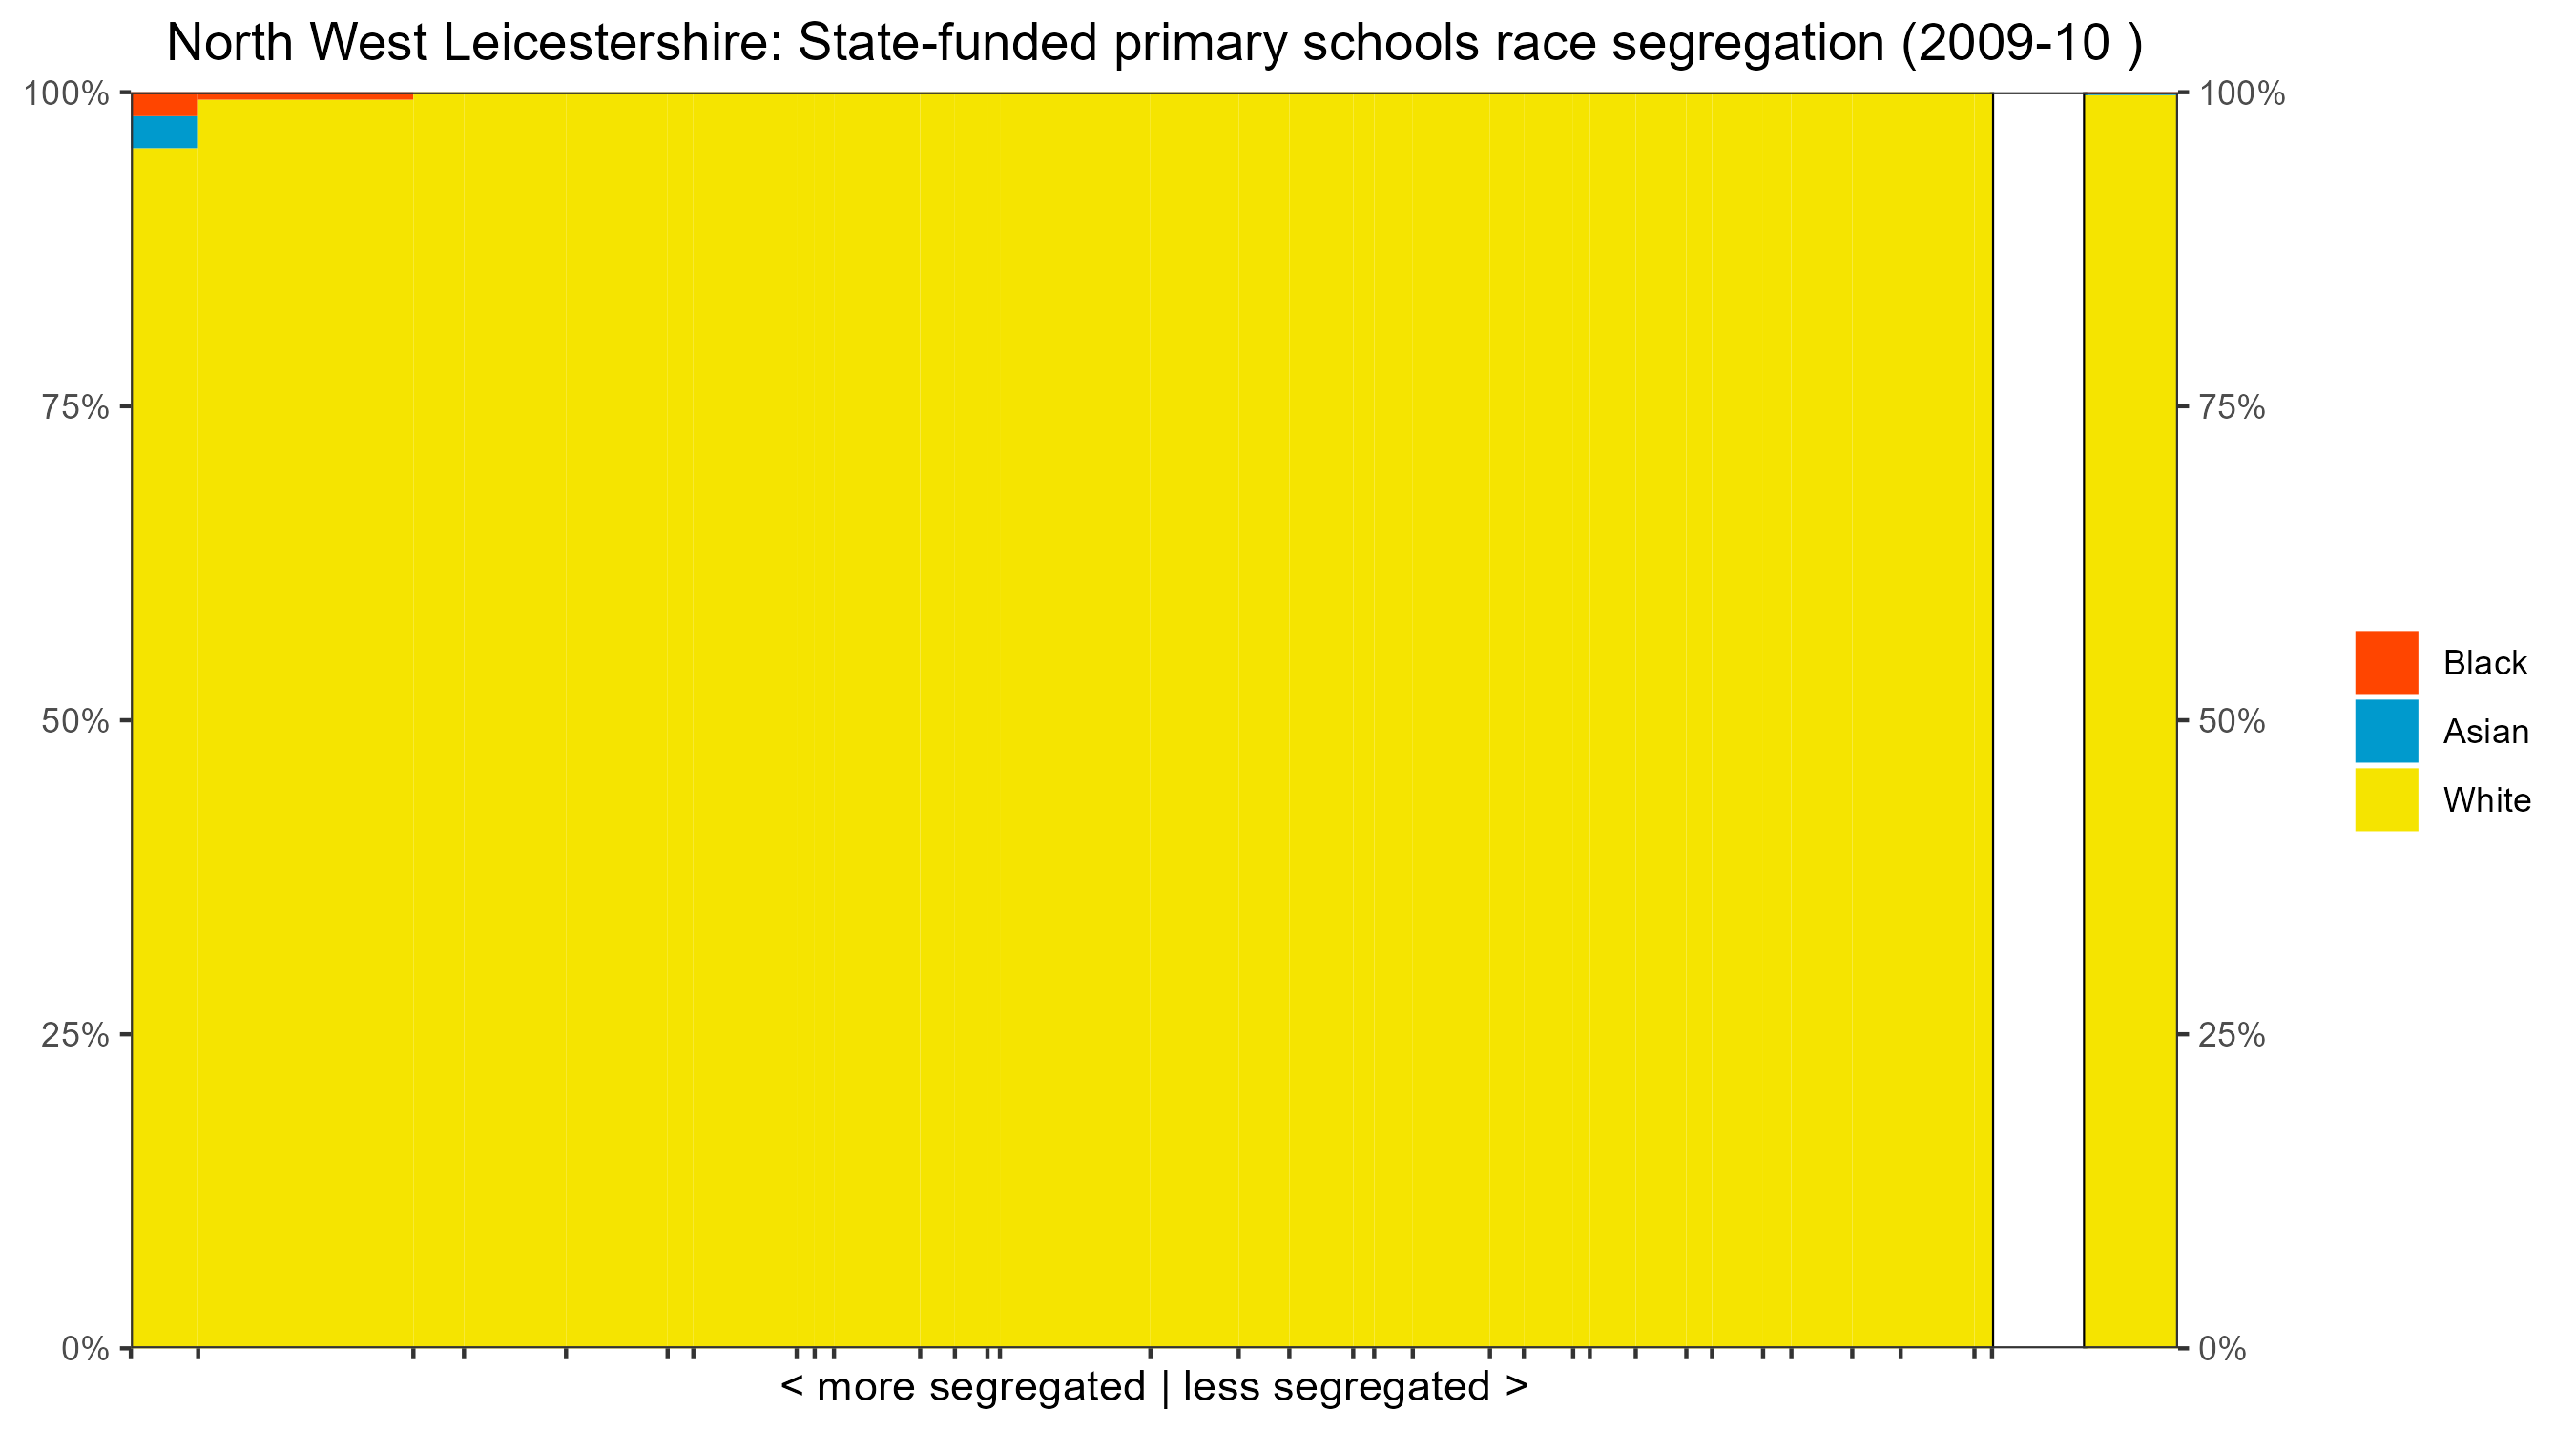 North West Leicestershire: State-funded primary schools race segregation (2009-10 )
100%
75%
50%
25%
0%
100%
75%
50%
25%
0%
Black
Asian
White
< more segregated | less segregated >